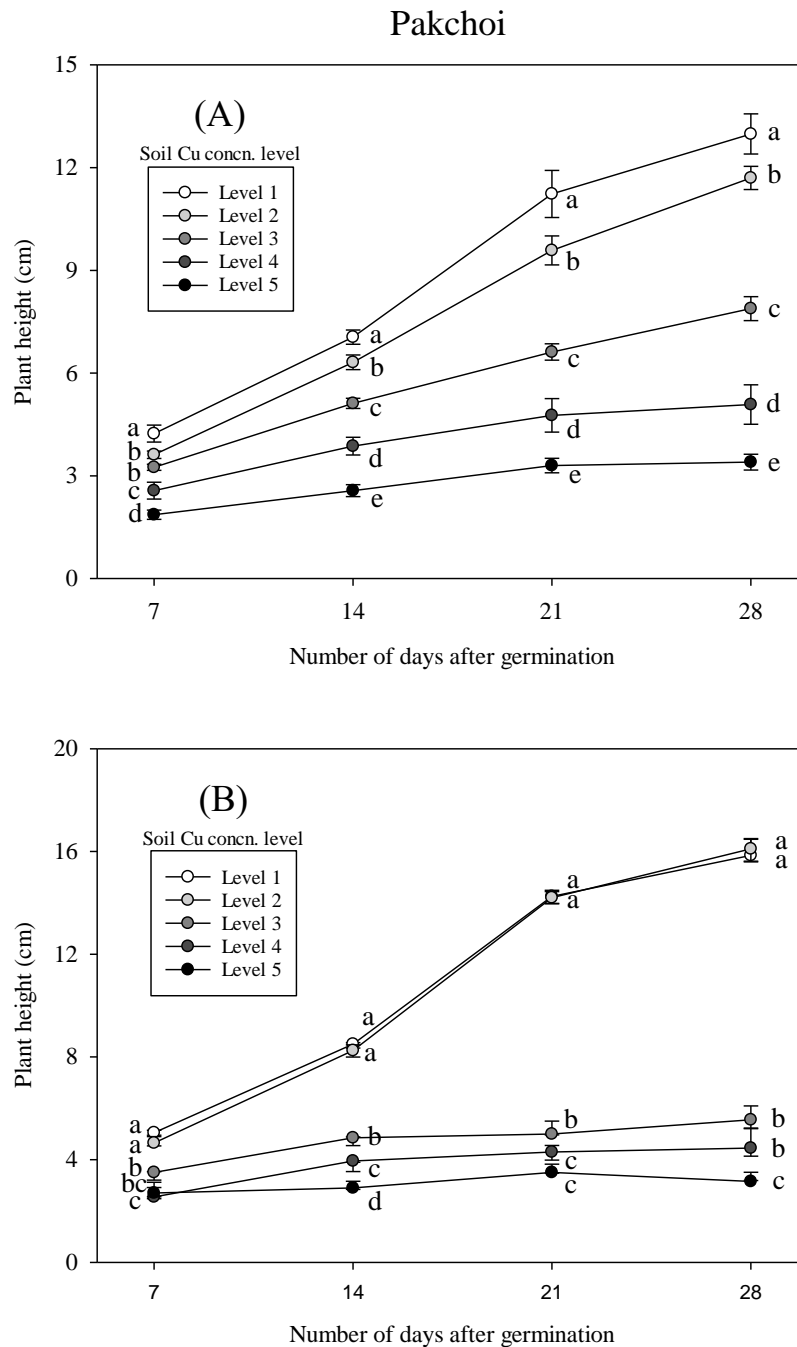 Pakchoi
15
(A)
Soil Cu concn. level
a
a
b
12
Level 1
Level 2
Level 3
Level 4
Level 5
b
9
Plant height (cm)
c
a
b
c
6
c
d
a
b
b
c
d
d
d
3
e
e
e
0
7 14 21 28
Number of days after germination
20
(B)
Soil Cu concn. level
Level 1
Level 2
Level 3
Level 4
Level 5
16
a
a
a
a
12
Plant height (cm)
a
a
8
a
a
b
bc
c
b
b
b
4
c
c
b
d
c
c
0
7 14 21 28
Number of days after germination